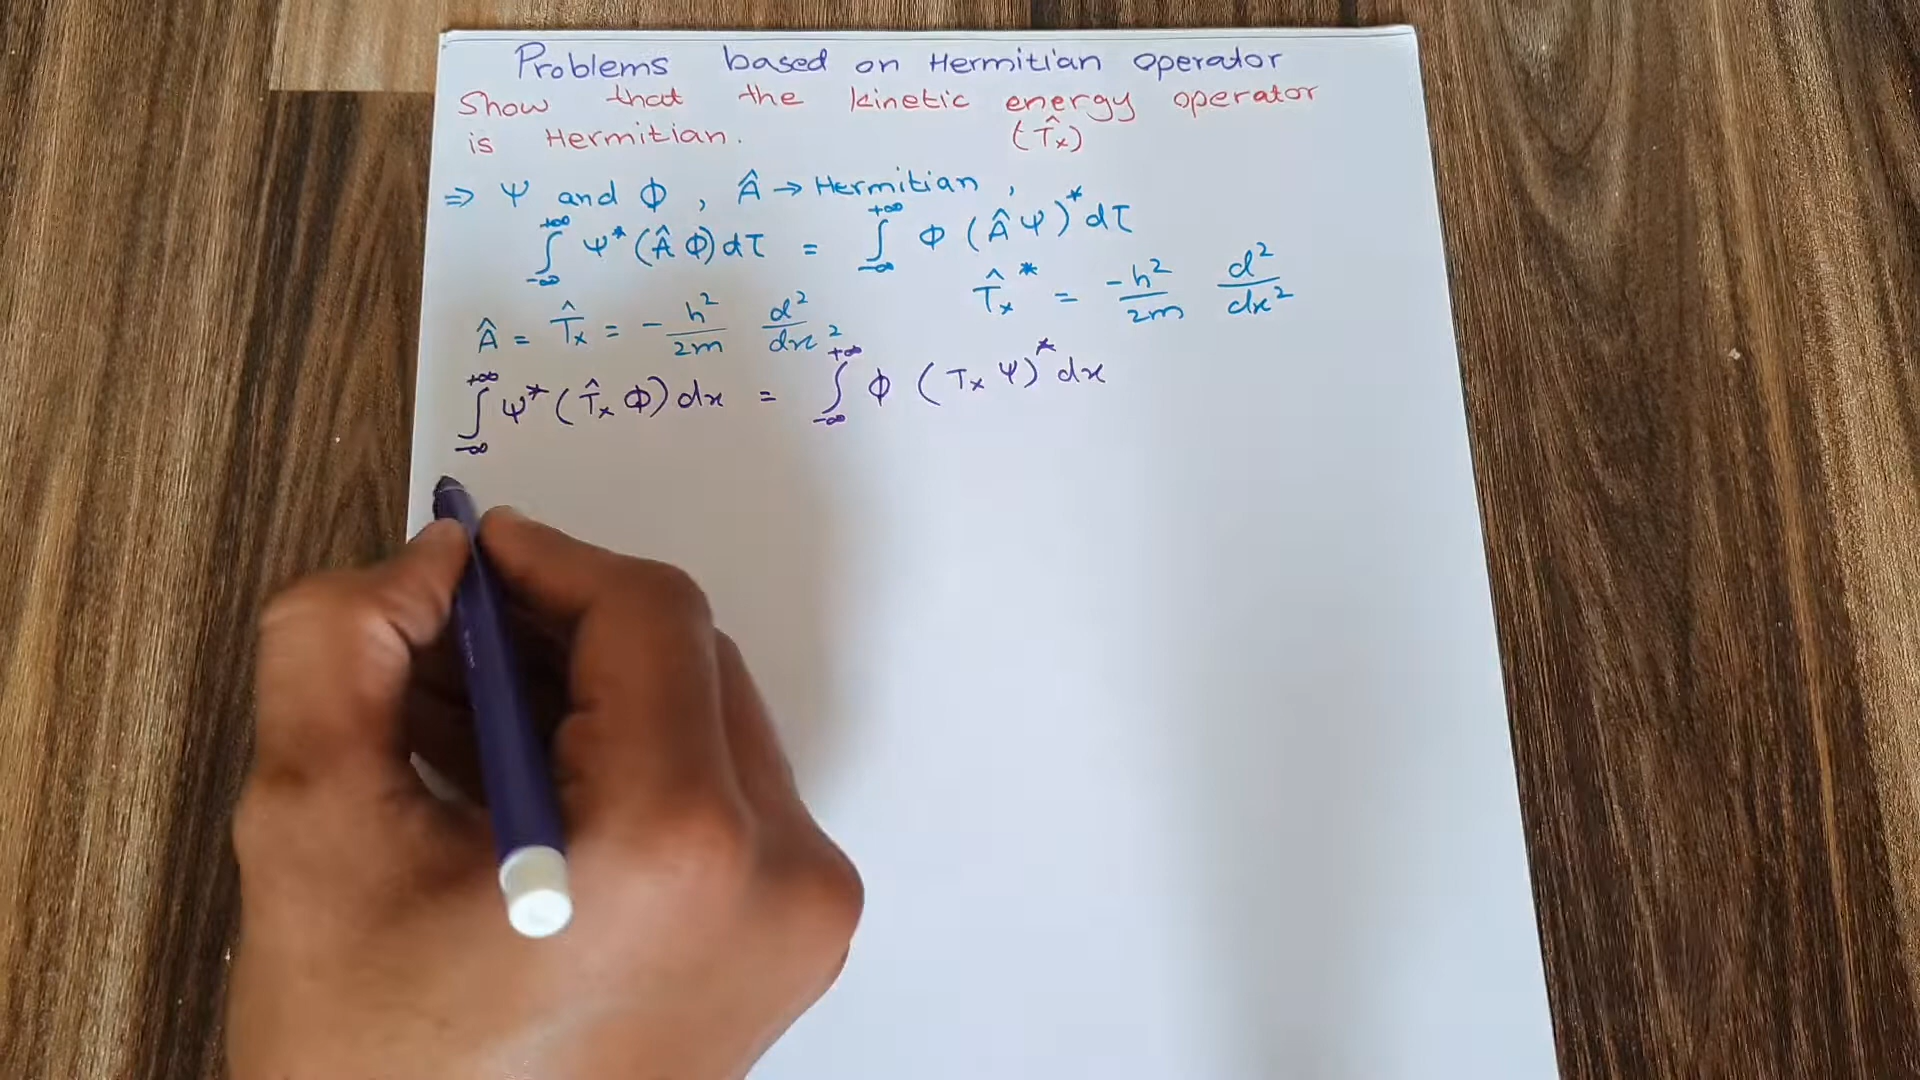 Problems based on Hermitian operator
Show that the kinetic energy operator
is Hermitian. (T̂ₓ)
⇒ Ψ and Φ , Â → Hermitian ,
∫₋∞⁺∞ Ψ* (Â Φ) dτ = ∫₋∞⁺∞ Φ (Â Ψ)* dτ
T̂ₓ* = -h²/2m d²/dx²
Â = T̂ₓ = - h²/2m d²/dx²
∫₋∞⁺∞ Ψ* (T̂ₓ Φ) dx = ∫₋∞⁺∞ Φ (Tₓ Ψ)* dx